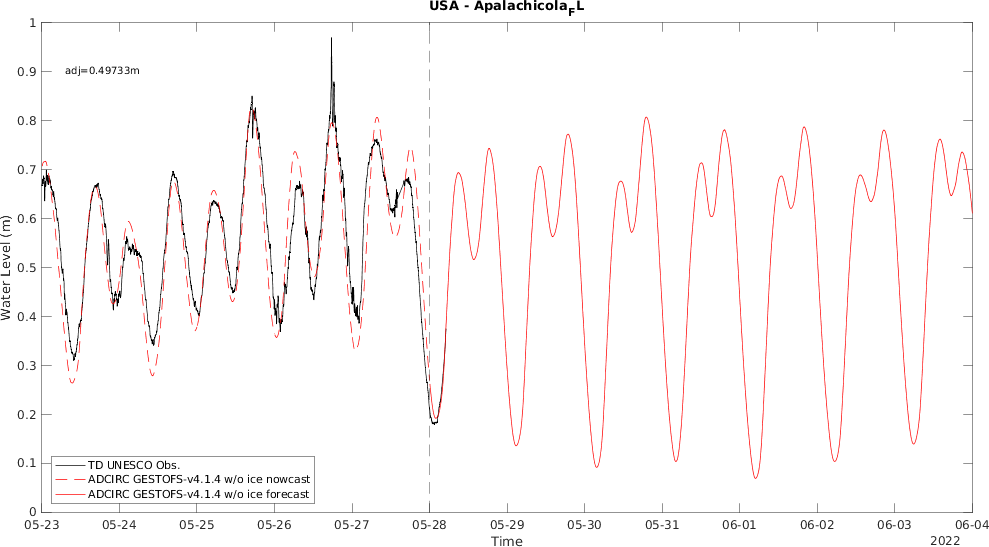 USA - Apalachicola_FL
adj=0.49733m
Water Level (m)
1
0.9
0.8
0.7
0.6
0.5
0.4
0.3
0.2
0.1
0
TD UNESCO Obs.
ADCIRC GESTOFS-v4.1.4 w/o ice nowcast
ADCIRC GESTOFS-v4.1.4 w/o ice forecast
05-23 05-24 05-25 05-26 05-27 05-28 05-29 05-30 05-31 06-01 06-02 06-03 06-04
Time
2022